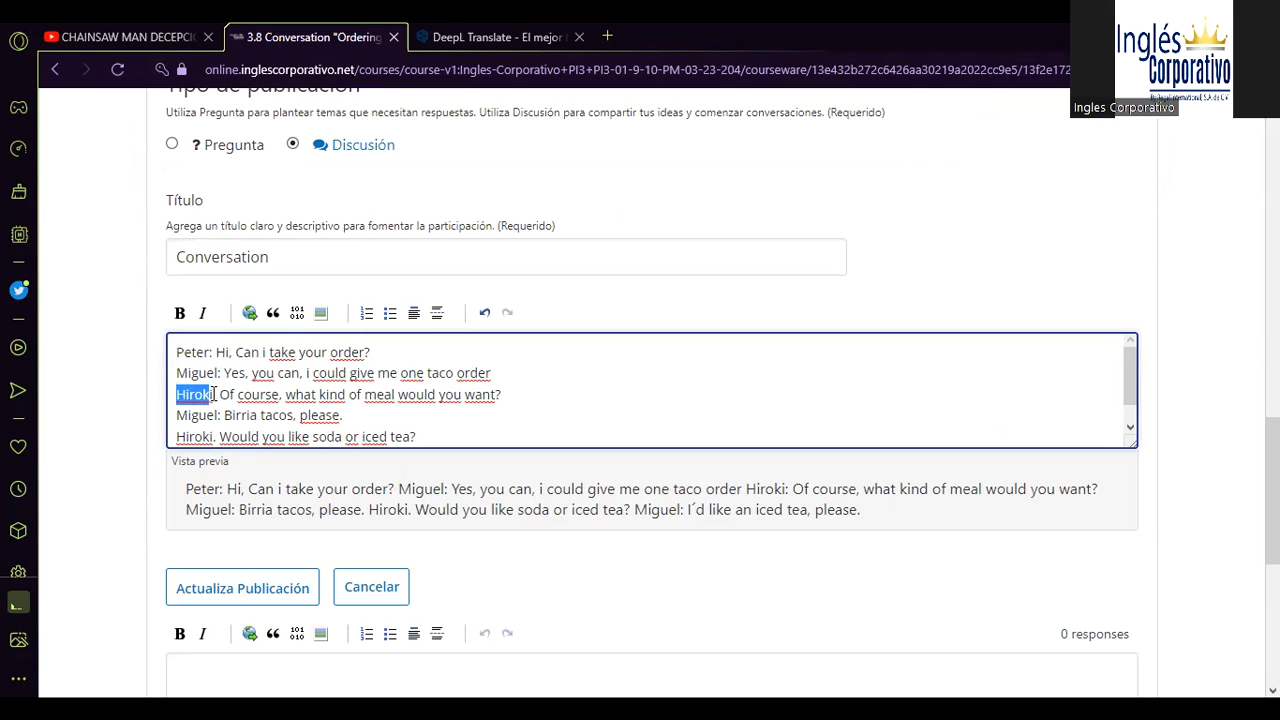 CHAINSAW MAN DECEPCI
3.8 Conversation "Ordering
DeepL Translate - El mejor t
online.inglescorporativo.net/courses/course-v1:Ingles-Corporativo+PI3+PI3-01-9-10-PM-03-23-204/courseware/13e432b272c6426aa30219a2022cc9e5/13f2e172
Inglés
Corporativo
Ingles Corporativo
Tipo de publicación
Utiliza Pregunta para plantear temas que necesitan respuestas. Utiliza Discusión para compartir tus ideas y comenzar conversaciones. (Requerido)
? Pregunta
Discusión
Título
Agrega un título claro y descriptivo para fomentar la participación. (Requerido)
Conversation
B I
Peter: Hi, Can i take your order?
Miguel: Yes, you can, i could give me one taco order
Hiroki: Of course, what kind of meal would you want?
Miguel: Birria tacos, please.
Hiroki. Would you like soda or iced tea?
Vista previa
Peter: Hi, Can i take your order? Miguel: Yes, you can, i could give me one taco order Hiroki: Of course, what kind of meal would you want?
Miguel: Birria tacos, please. Hiroki. Would you like soda or iced tea? Miguel: I´d like an iced tea, please.
Actualiza Publicación
Cancelar
B I
0 responses